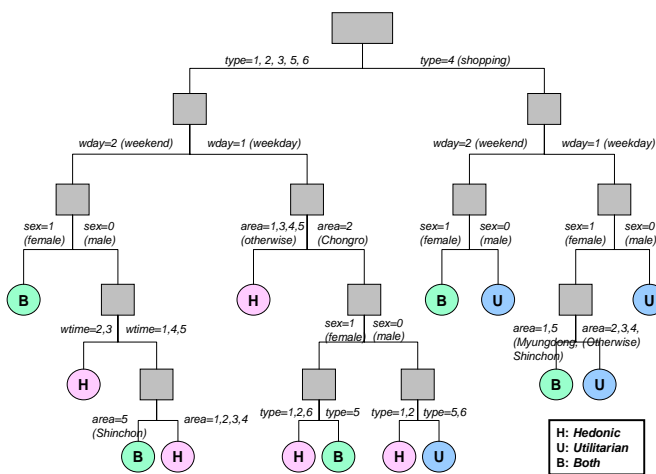 type=1, 2, 3, 5, 6
type=4 (shopping)
wday=2 (weekend)
wday=1 (weekday)
wday=2 (weekend)
wday=1 (weekday)
sex=1
(female)
sex=0
(male)
area=1,3,4,5
(otherwise)
area=2
(Chongro)
sex=1
(female)
sex=0
(male)
sex=1
(female)
sex=0
(male)
B
H
B
U
U
wtime=2,3
wtime=1,4,5
sex=1
(female)
sex=0
(male)
area=1,5
(Myungdong,
Shinchon)
area=2,3,4,
(Otherwise)
H
B
U
area=5
(Shinchon)
area=1,2,3,4
type=1,2,6
type=5
type=1,2
type=5,6
B
H
H
B
H
U
H: Hedonic
U: Utilitarian
B: Both